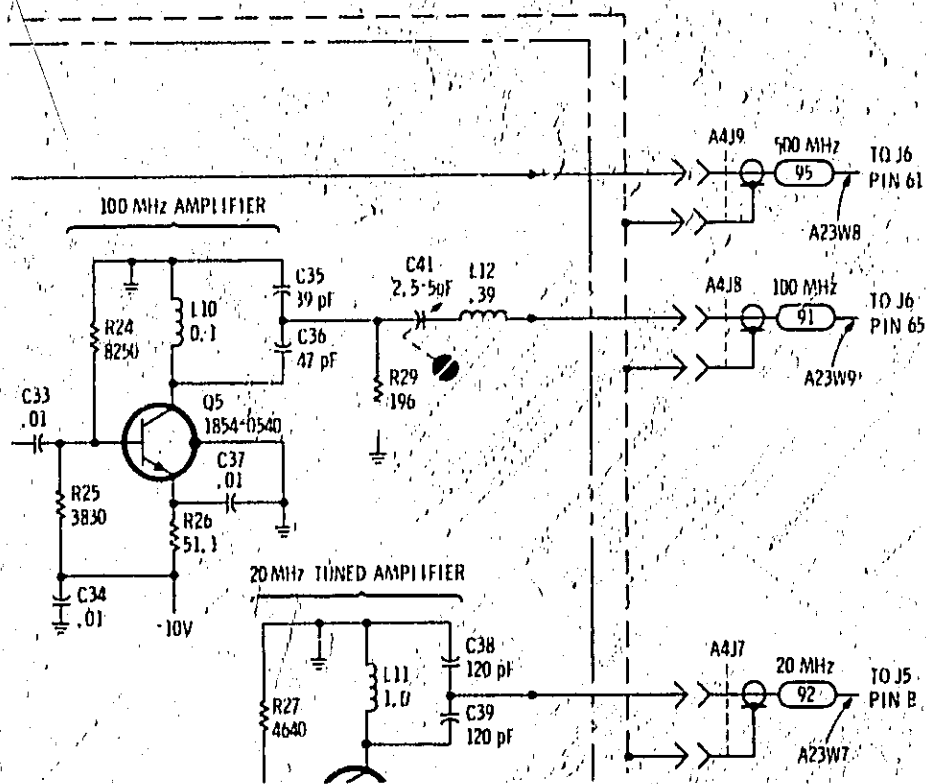 A4J9
500 MHz
95
TO J6
PIN 61
A23W8
100 MHz AMPLIFIER
C35
39 pF
C41
2.5-5pF
L12
.39
A4J8
100 MHz
91
TO J6
PIN 65
A23W9
R24
8250
L10
0.1
C36
47 pF
R29
196
C33
.01
Q5
1854-0540
C37
.01
R25
3830
R26
51.1
C34
.01
-10V
20 MHz TUNED AMPLIFIER
C38
120 pF
A4J7
20 MHz
92
TO J5
PIN B
A23W7
R27
4640
L11
1.0
C39
120 pF